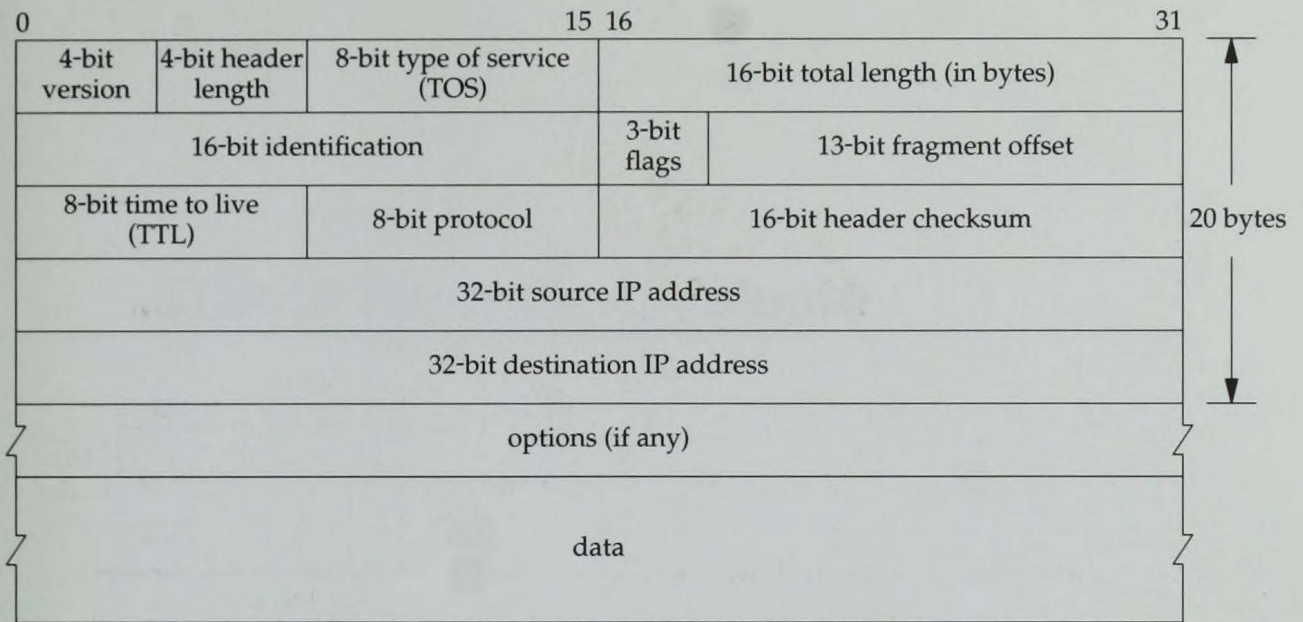 0 15 16 31
4-bit version
4-bit header length
8-bit type of service (TOS)
16-bit total length (in bytes)
16-bit identification
3-bit flags
13-bit fragment offset
8-bit time to live (TTL)
8-bit protocol
16-bit header checksum
20 bytes
32-bit source IP address
32-bit destination IP address
options (if any)
data